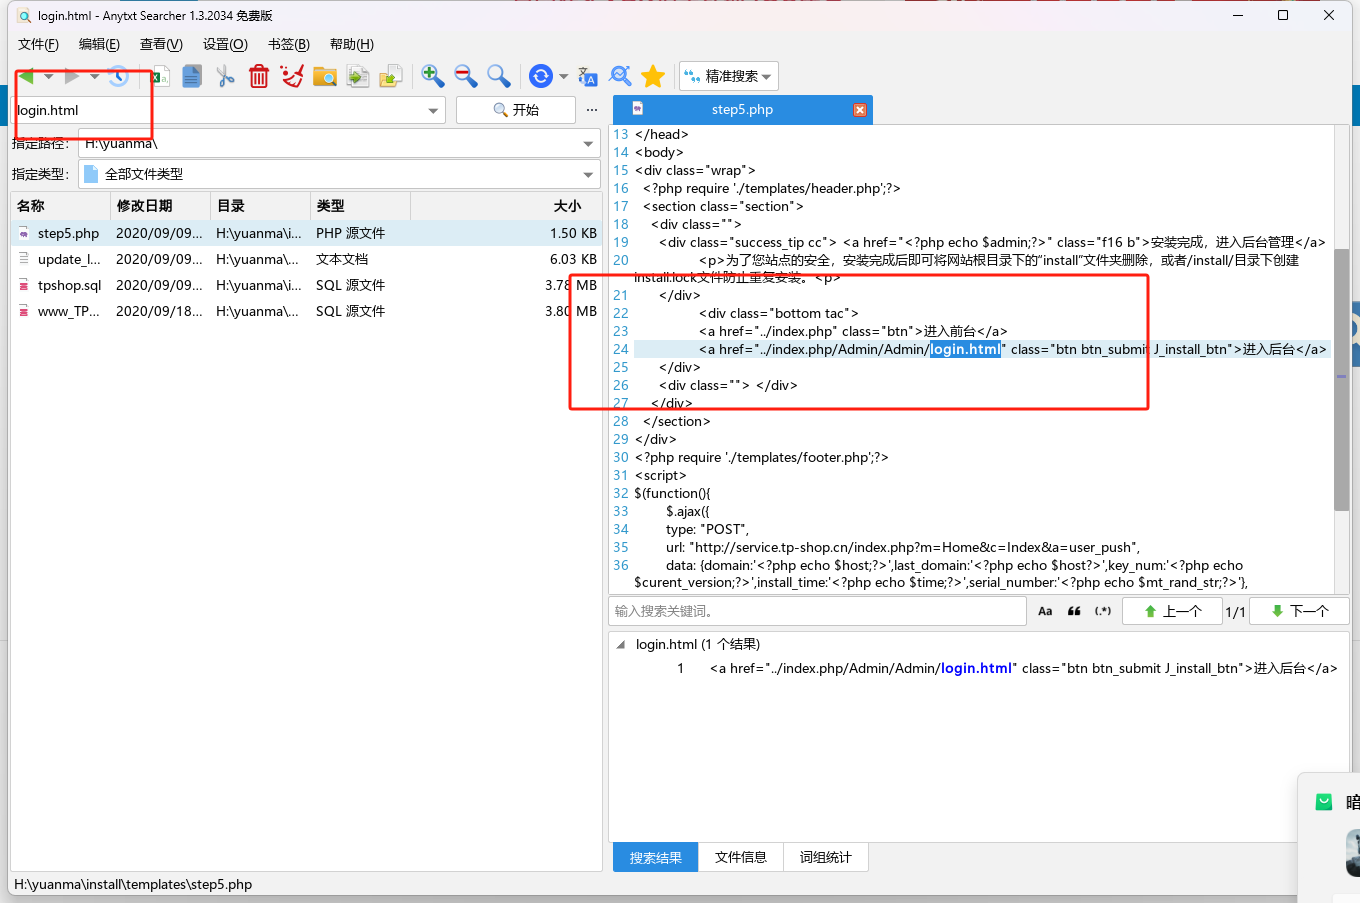 login.html - Anytxt Searcher 1.3.2034 免费版
文件(F) 编辑(E) 查看(V) 设置(O) 书签(B) 帮助(H)
精准搜索
login.html 开始 ...
指定路径: H:\yuanma\
指定类型: 全部文件类型
名称 修改日期 目录 类型 大小
step5.php 2020/09/09... H:\yuanma\i... PHP 源文件 1.50 KB
update_l... 2020/09/09... H:\yuanma\... 文本文档 6.03 KB
tpshop.sql 2020/09/09... H:\yuanma\i... SQL 源文件 3.78 MB
www_TP... 2020/09/18... H:\yuanma\... SQL 源文件 3.80 MB
step5.php
13 </head>
14 <body>
15 <div class="wrap">
16 <?php require './templates/header.php';?>
17 <section class="section">
18 <div class="">
19 <div class="success_tip cc"> <a href="<?php echo $admin;?>" class="f16 b">安装完成，进入后台管理</a>
20 <p>为了您站点的安全，安装完成后即可将网站根目录下的“install”文件夹删除，或者/install/目录下创建
install.lock文件防止重复安装。<p>
21 </div>
22 <div class="bottom tac">
23 <a href="../index.php" class="btn">进入前台</a>
24 <a href="../index.php/Admin/Admin/login.html" class="btn btn_submit J_install_btn">进入后台</a>
25 </div>
26 <div class=""> </div>
27 </div>
28 </section>
29 </div>
30 <?php require './templates/footer.php';?>
31 <script>
32 $(function(){
33 $.ajax({
34 type: "POST",
35 url: "http://service.tp-shop.cn/index.php?m=Home&c=Index&a=user_push",
36 data: {domain:'<?php echo $host;?>',last_domain:'<?php echo $host?>',key_num:'<?php echo
$curent_version;?>',install_time:'<?php echo $time;?>',serial_number:'<?php echo $mt_rand_str;?>'},
输入搜索关键词。 Aa (.*) 上一个 1/1 下一个
login.html (1 个结果)
1 <a href="../index.php/Admin/Admin/login.html" class="btn btn_submit J_install_btn">进入后台</a>
搜索结果 文件信息 词组统计
暗
H:\yuanma\install\templates\step5.php